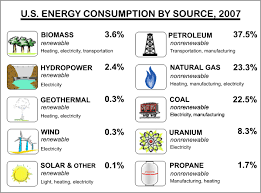 U.S. ENERGY CONSUMPTION BY SOURCE, 2007
BIOMASS 3.6%
renewable
Heating, electricity, transportation
HYDROPOWER 2.4%
renewable
Electricity
GEOTHERMAL 0.3%
renewable
Heating, electricity
WIND 0.3%
renewable
Electricity
SOLAR & OTHER 0.1%
renewable
Light, heating, electricity
PETROLEUM 37.5%
nonrenewable
Transportation, manufacturing
NATURAL GAS 23.3%
nonrenewable
Heating, manufacturing, electricity
COAL 22.5%
nonrenewable
Electricity, manufacturing
URANIUM 8.3%
nonrenewable
Electricity
PROPANE 1.7%
nonrenewable
Manufacturing, heating